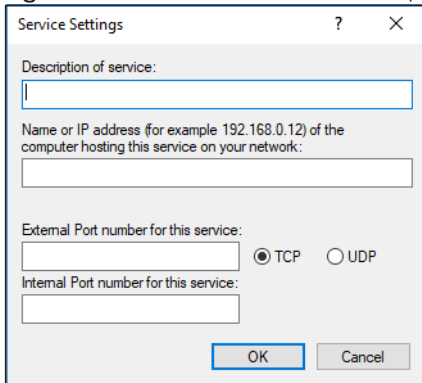 Service Settings ? ×
Description of service:
Name or IP address (for example 192.168.0.12) of the
computer hosting this service on your network:
External Port number for this service:
TCP UDP
Internal Port number for this service:
OK Cancel